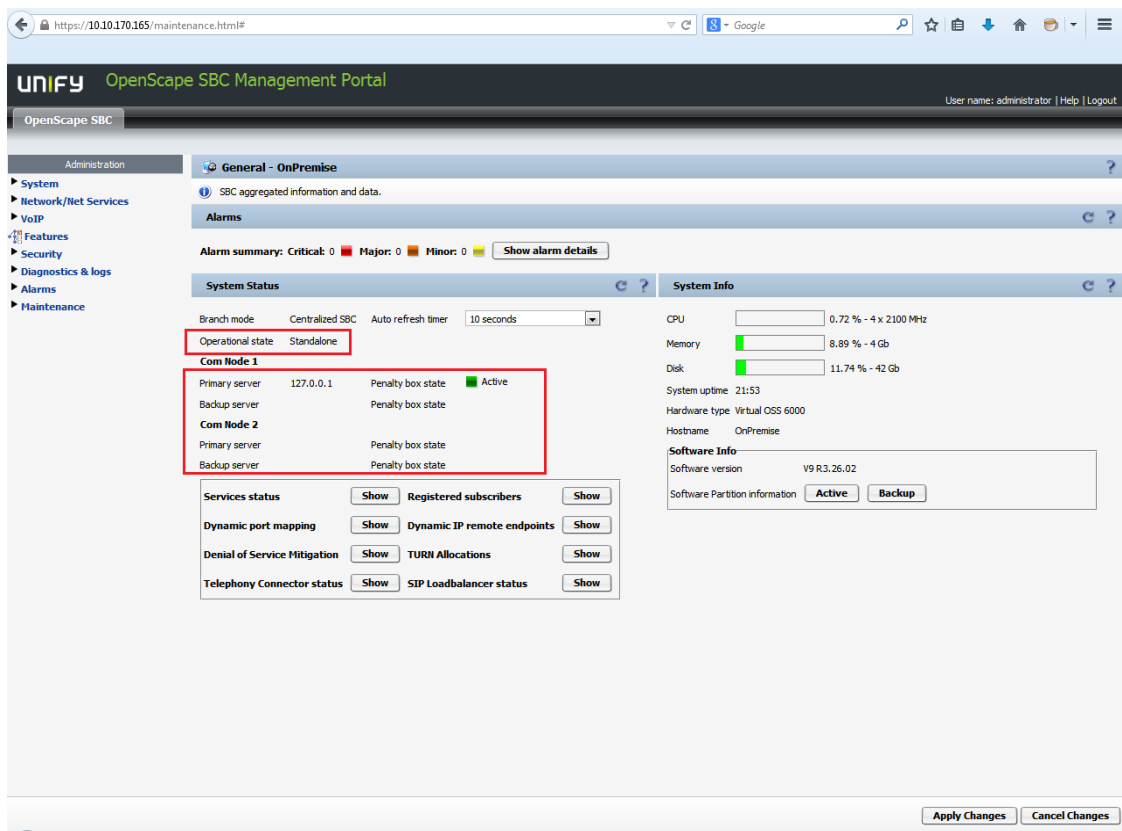 https://10.10.170.165/maintenance.html#
Google
UNIFY OpenScape SBC Management Portal
User name: administrator | Help | Logout
OpenScape SBC
Administration
System
Network/Net Services
VoIP
Features
Security
Diagnostics & logs
Alarms
Maintenance
General - OnPremise ?
SBC aggregated information and data.
Alarms ?
Alarm summary: Critical: 0 Major: 0 Minor: 0 Show alarm details
System Status ?
Branch mode Centralized SBC Auto refresh timer 10 seconds
Operational state Standalone
Com Node 1
Primary server 127.0.0.1 Penalty box state Active
Backup server Penalty box state
Com Node 2
Primary server Penalty box state
Backup server Penalty box state
Services status Show Registered subscribers Show
Dynamic port mapping Show Dynamic IP remote endpoints Show
Denial of Service Mitigation Show TURN Allocations Show
Telephony Connector status Show SIP Loadbalancer status Show
System Info ?
CPU 0.72 % - 4 x 2100 MHz
Memory 8.89 % - 4 Gb
Disk 11.74 % - 42 Gb
System uptime 21:53
Hardware type Virtual OSS 6000
Hostname OnPremise
Software Info
Software version V9 R3.26.02
Software Partition information Active Backup
Apply Changes Cancel Changes